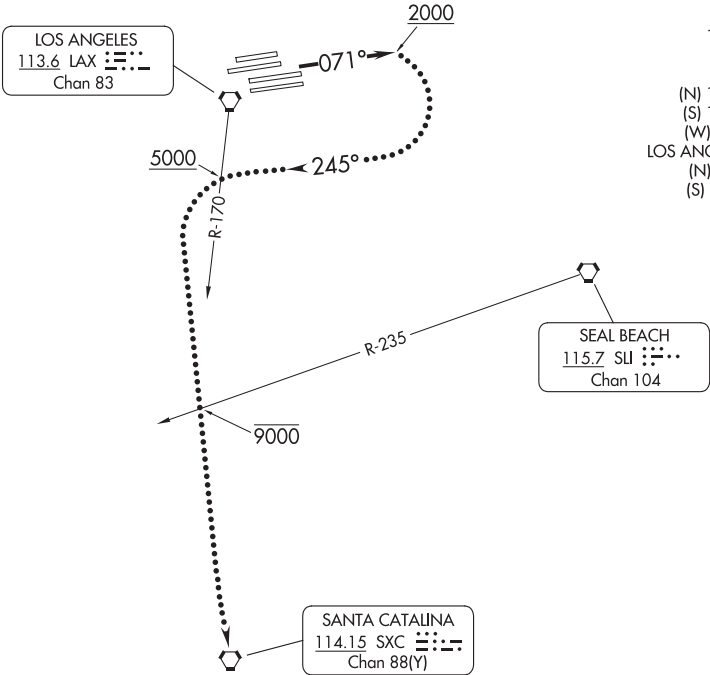 2000
LOS ANGELES
113.6 LAX
Chan 83
071°
(N)
(S)
(W)
LOS ANG
(N)
(S)
5000
245°
R-170
R-235
SEAL BEACH
115.7 SLI
Chan 104
9000
SANTA CATALINA
114.15 SXC
Chan 88(Y)